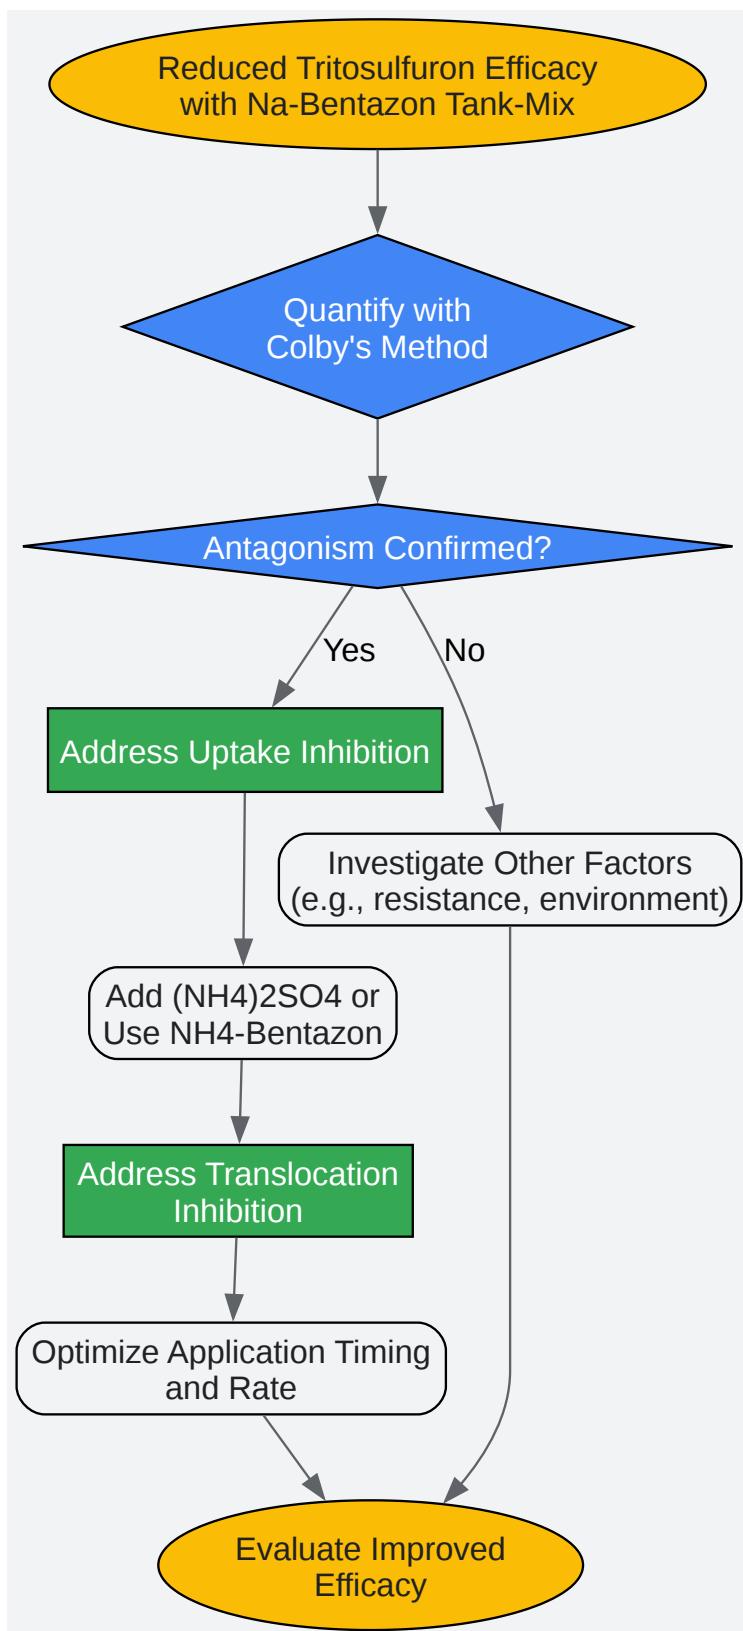 Reduced Tritosulfuron Efficacy
with Na-Bentazon Tank-Mix
Quantify with
Colby's Method
Antagonism Confirmed?
Yes
No
Address Uptake Inhibition
Investigate Other Factors
(e.g., resistance, environment)
Add (NH4)2SO4 or
Use NH4-Bentazon
Address Translocation
Inhibition
Optimize Application Timing
and Rate
Evaluate Improved
Efficacy